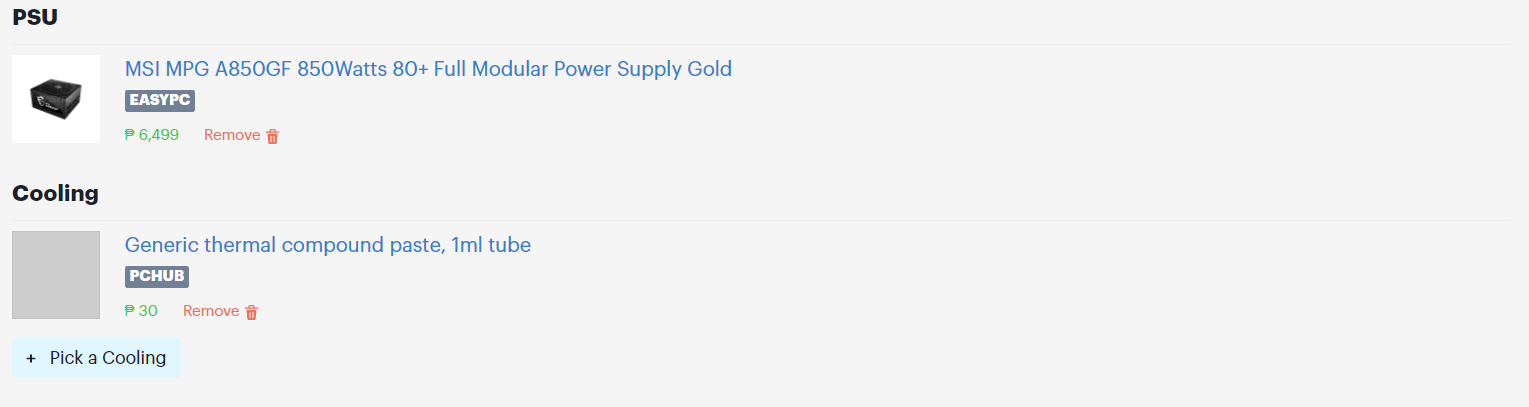 PSU
MSI MPG A850GF 850Watts 80+ Full Modular Power Supply Gold
EASYPC
₱ 6,499 Remove
Cooling
Generic thermal compound paste, 1ml tube
PCHUB
₱ 30 Remove
+ Pick a Cooling